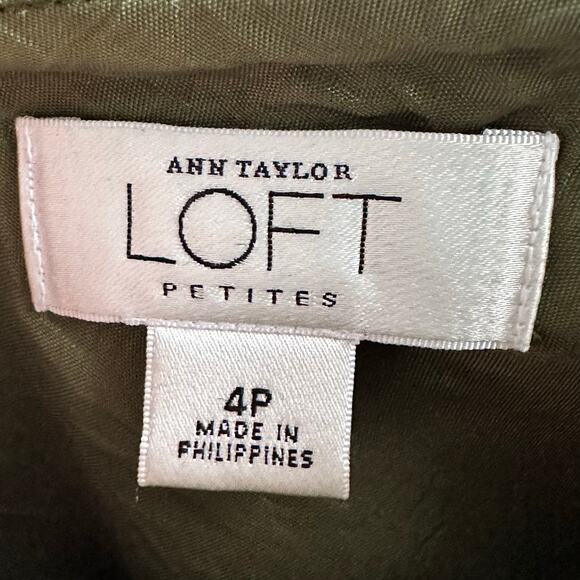 ANN TAYLOR
LOFT
PETITES
4P
MADE IN
PHILIPPINES